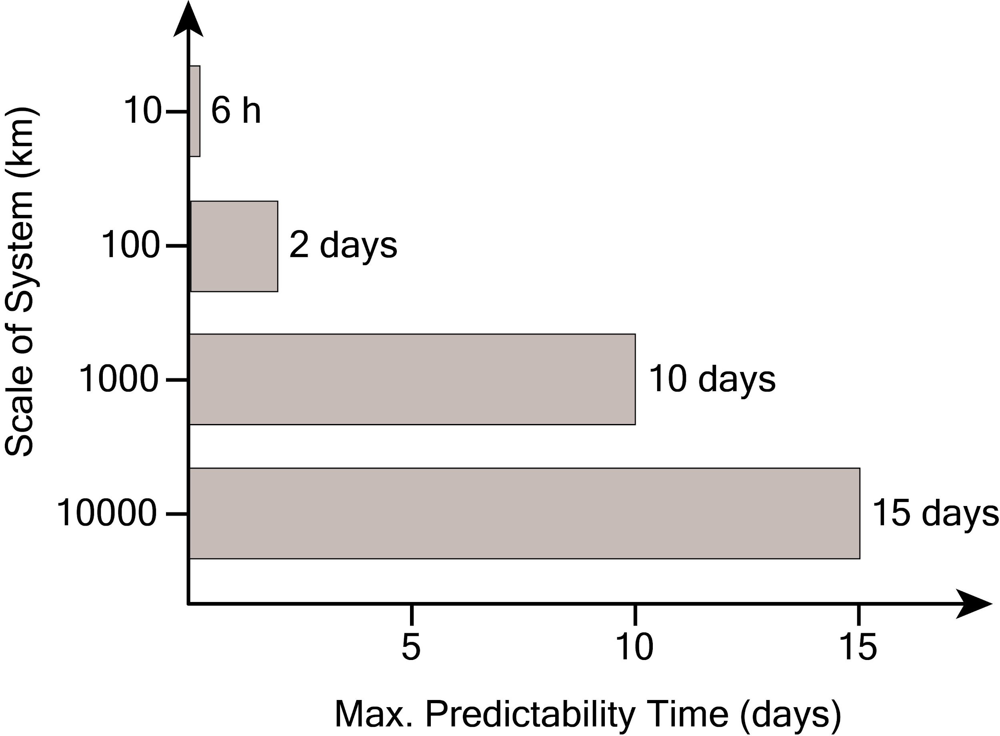 Scale of System (km)
10
6 h
100
2 days
1000
10 days
10000
15 days
5
10
15
Max. Predictability Time (days)